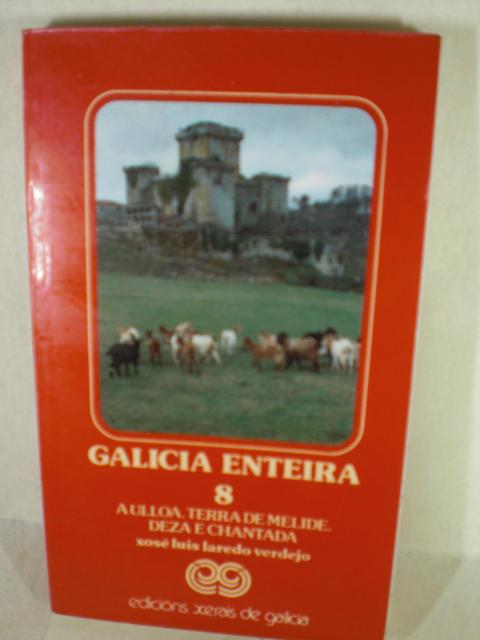 GALICIA ENTEIRA
8
A ULLOA. TERRA DE MELIDE.
DEZA E CHANTADA
xosé luis laredo verdejo
edicións xerais de galicia